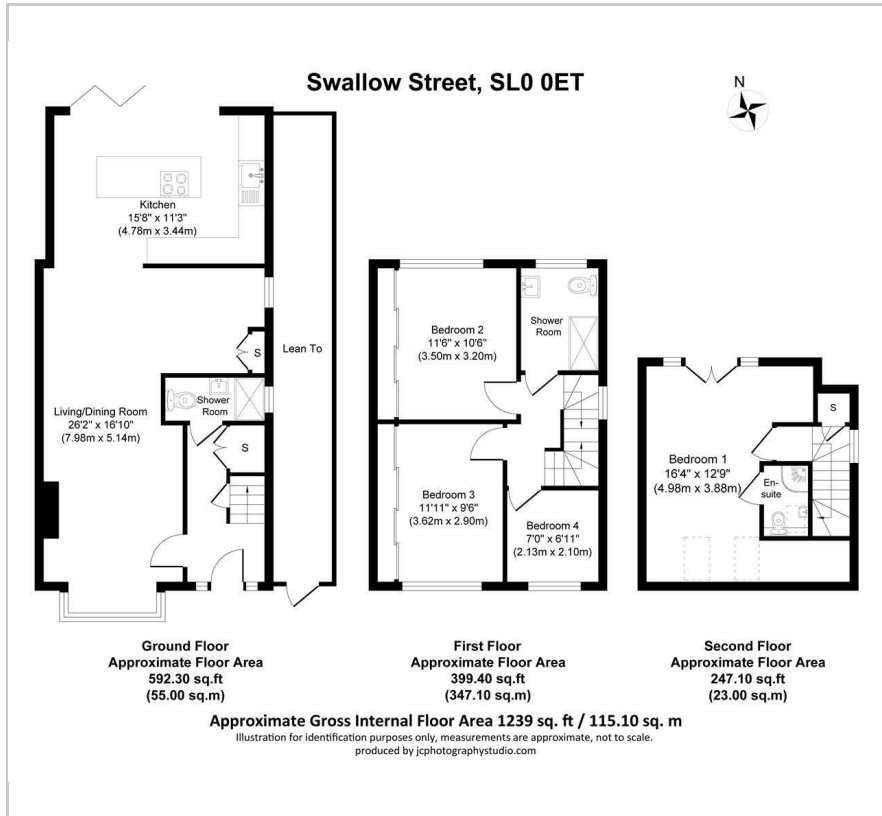 Swallow Street, SL0 0ET
N
Kitchen
15'8" x 11'3"
(4.78m x 3.44m)
Lean To
S
Shower
Room
Living/Dining Room
26'2" x 16'10"
(7.98m x 5.14m)
S
Bedroom 2
11'6" x 10'6"
(3.50m x 3.20m)
Shower
Room
Bedroom 3
11'11" x 9'6"
(3.62m x 2.90m)
Bedroom 4
7'0" x 6'11"
(2.13m x 2.10m)
S
Bedroom 1
16'4" x 12'9"
(4.98m x 3.88m)
En-
suite
Ground Floor
Approximate Floor Area
592.30 sq.ft
(55.00 sq.m)
First Floor
Approximate Floor Area
399.40 sq.ft
(347.10 sq.m)
Second Floor
Approximate Floor Area
247.10 sq.ft
(23.00 sq.m)
Approximate Gross Internal Floor Area 1239 sq. ft / 115.10 sq. m
Illustration for identification purposes only, measurements are approximate, not to scale.
produced by jcphotographystudio.com